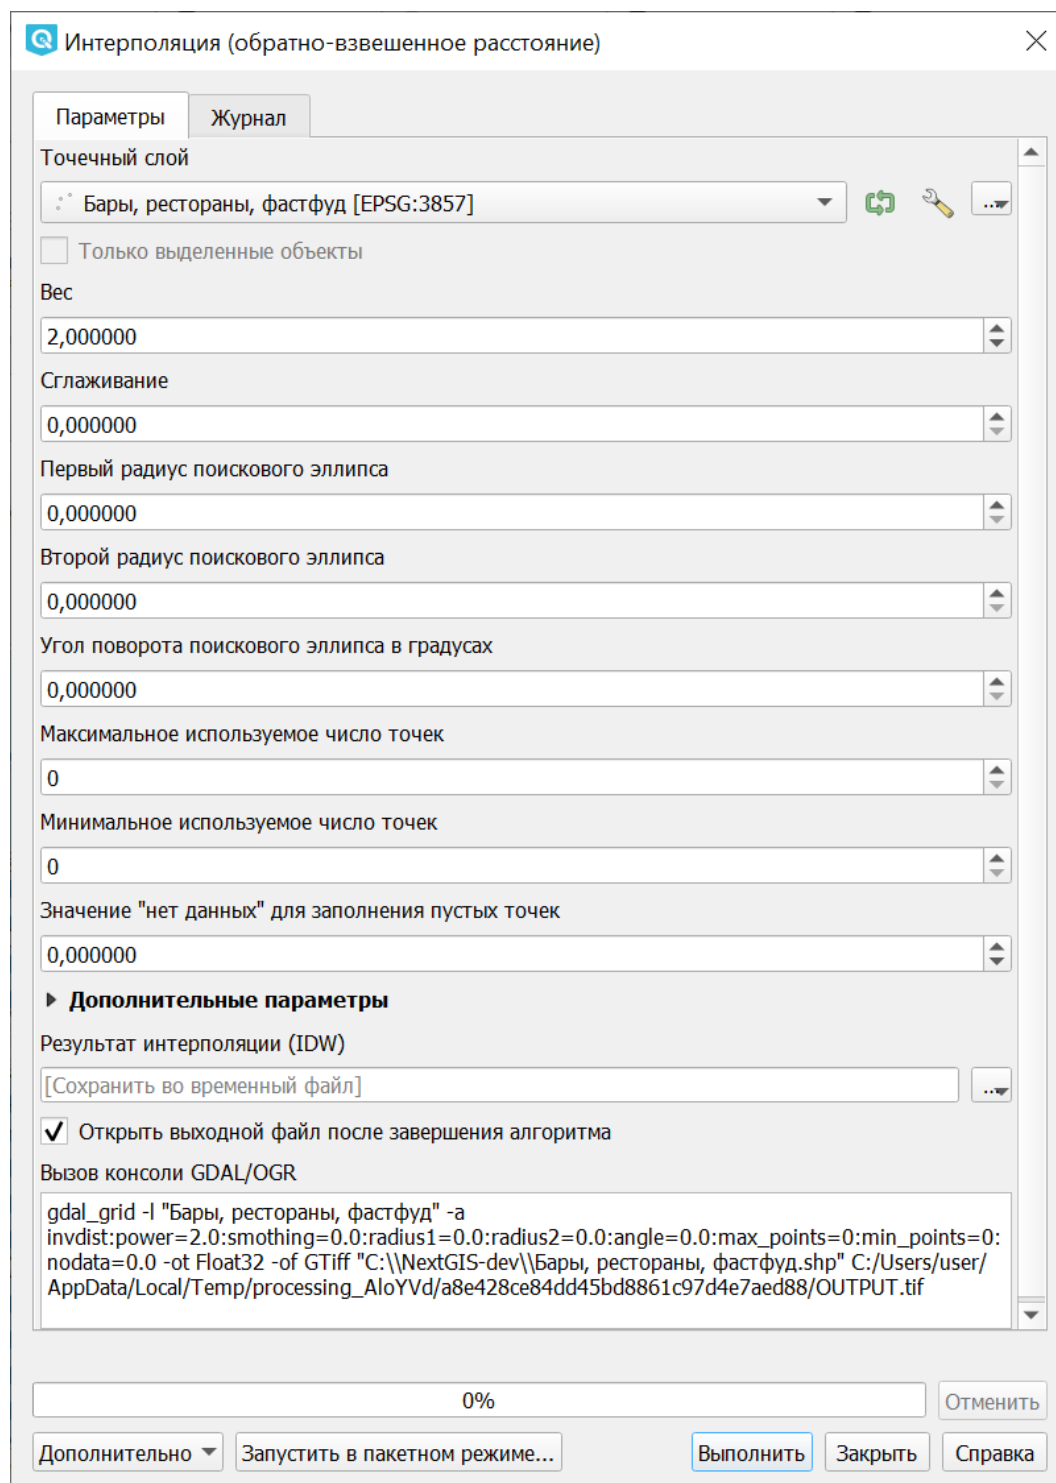 Интерполяция (обратно-взвешенное расстояние)
Параметры
Журнал
Точечный слой
Бары, рестораны, фастфуд [EPSG:3857]
...
Только выделенные объекты
Вес
2,000000
Сглаживание
0,000000
Первый радиус поискового эллипса
0,000000
Второй радиус поискового эллипса
0,000000
Угол поворота поискового эллипса в градусах
0,000000
Максимальное используемое число точек
0
Минимальное используемое число точек
0
Значение "нет данных" для заполнения пустых точек
0,000000
Дополнительные параметры
Результат интерполяции (IDW)
[Сохранить во временный файл]
...
Открыть выходной файл после завершения алгоритма
Вызов консоли GDAL/OGR
gdal_grid -l "Бары, рестораны, фастфуд" -a
invdist:power=2.0:smothing=0.0:radius1=0.0:radius2=0.0:angle=0.0:max_points=0:min_points=0:
nodata=0.0 -ot Float32 -of GTiff "C:\\NextGIS-dev\\Бары, рестораны, фастфуд.shp" C:/Users/user/
AppData/Local/Temp/processing_AloYVd/a8e428ce84dd45bd8861c97d4e7aed88/OUTPUT.tif
0%
Отменить
Дополнительно
Запустить в пакетном режиме...
Выполнить
Закрыть
Справка